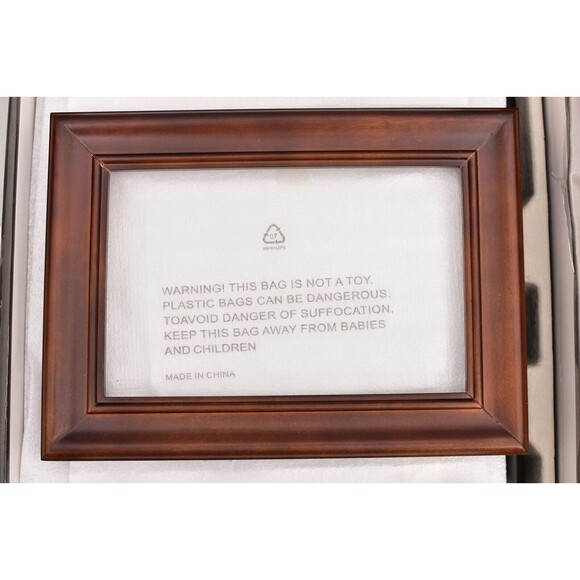 07
WARNING! THIS BAG IS NOT A TOY.
PLASTIC BAGS CAN BE DANGEROUS.
TOAVOID DANGER OF SUFFOCATION,
KEEP THIS BAG AWAY FROM BABIES
AND CHILDREN
MADE IN CHINA